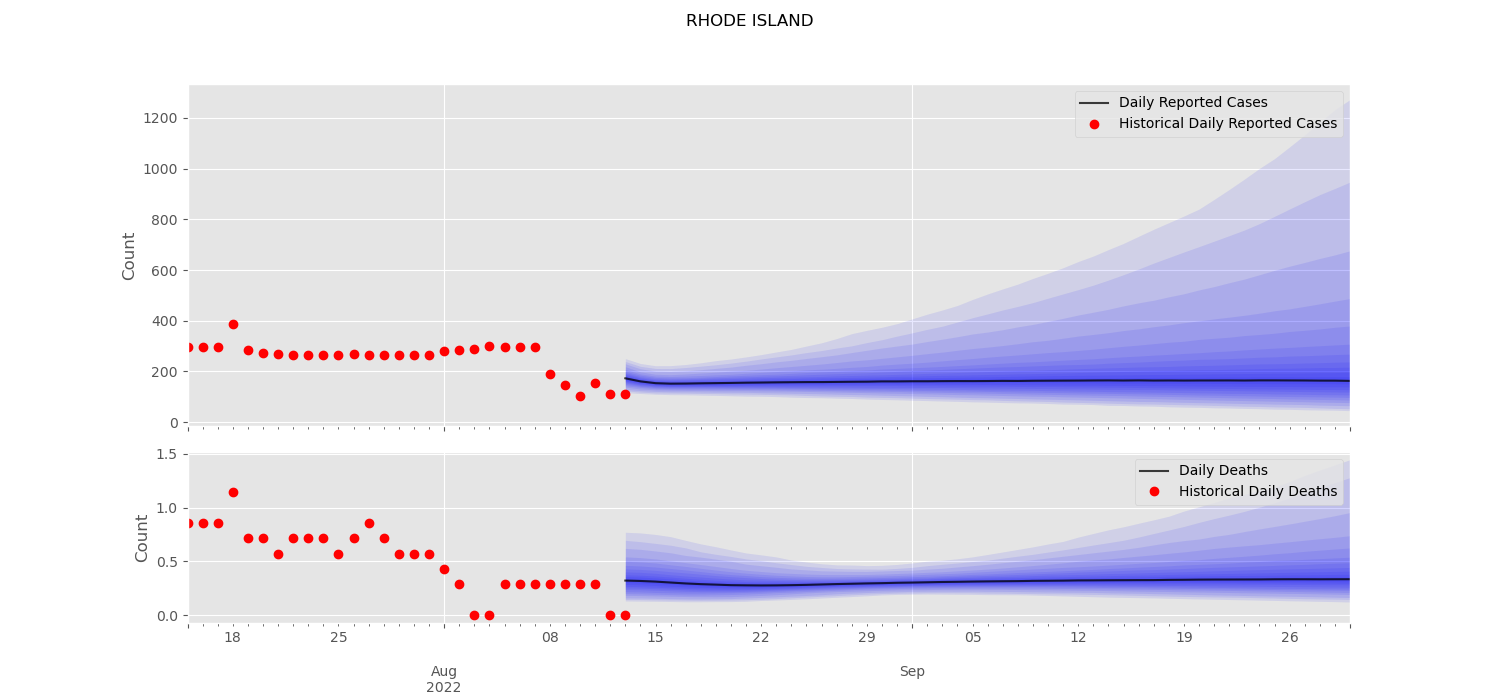 RHODE ISLAND
Daily Reported Cases
Historical Daily Reported Cases
1200
1000
800
600
400
200
0
Count
Daily Deaths
Historical Daily Deaths
1.5
1.0
0.5
0.0
Count
18 25 08 15 22 29 05 12 19 26
Aug Sep
2022